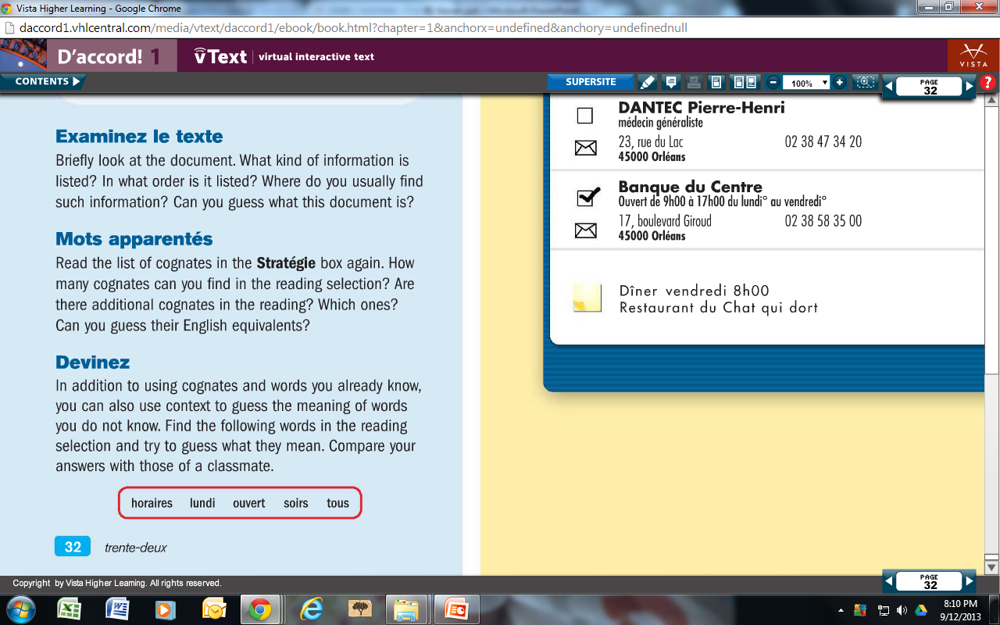 Vista Higher Learning - Google Chrome
daccord1.vhlcentral.com/media/vtext/daccord1/ebook/book.html?chapter=1&anchorx=undefined&anchory=undefinednull
D'accord! 1
vText virtual interactive text
VISTA
CONTENTS
SUPERSITE
100%
PAGE
32
?
Examinez le texte
Briefly look at the document. What kind of information is
listed? In what order is it listed? Where do you usually find
such information? Can you guess what this document is?
Mots apparentés
Read the list of cognates in the Stratégie box again. How
many cognates can you find in the reading selection? Are
there additional cognates in the reading? Which ones?
Can you guess their English equivalents?
Devinez
In addition to using cognates and words you already know,
you can also use context to guess the meaning of words
you do not know. Find the following words in the reading
selection and try to guess what they mean. Compare your
answers with those of a classmate.
horaires lundi ouvert soirs tous
32 trente-deux
DANTEC Pierre-Henri
médecin généraliste
23, rue du Lac 02 38 47 34 20
45000 Orléans
Banque du Centre
Ouvert de 9h00 à 17h00 du lundi° au vendredi°
17, boulevard Giroud 02 38 58 35 00
45000 Orléans
Dîner vendredi 8h00
Restaurant du Chat qui dort
Copyright by Vista Higher Learning. All rights reserved.
PAGE
32
8:10 PM
9/12/2013